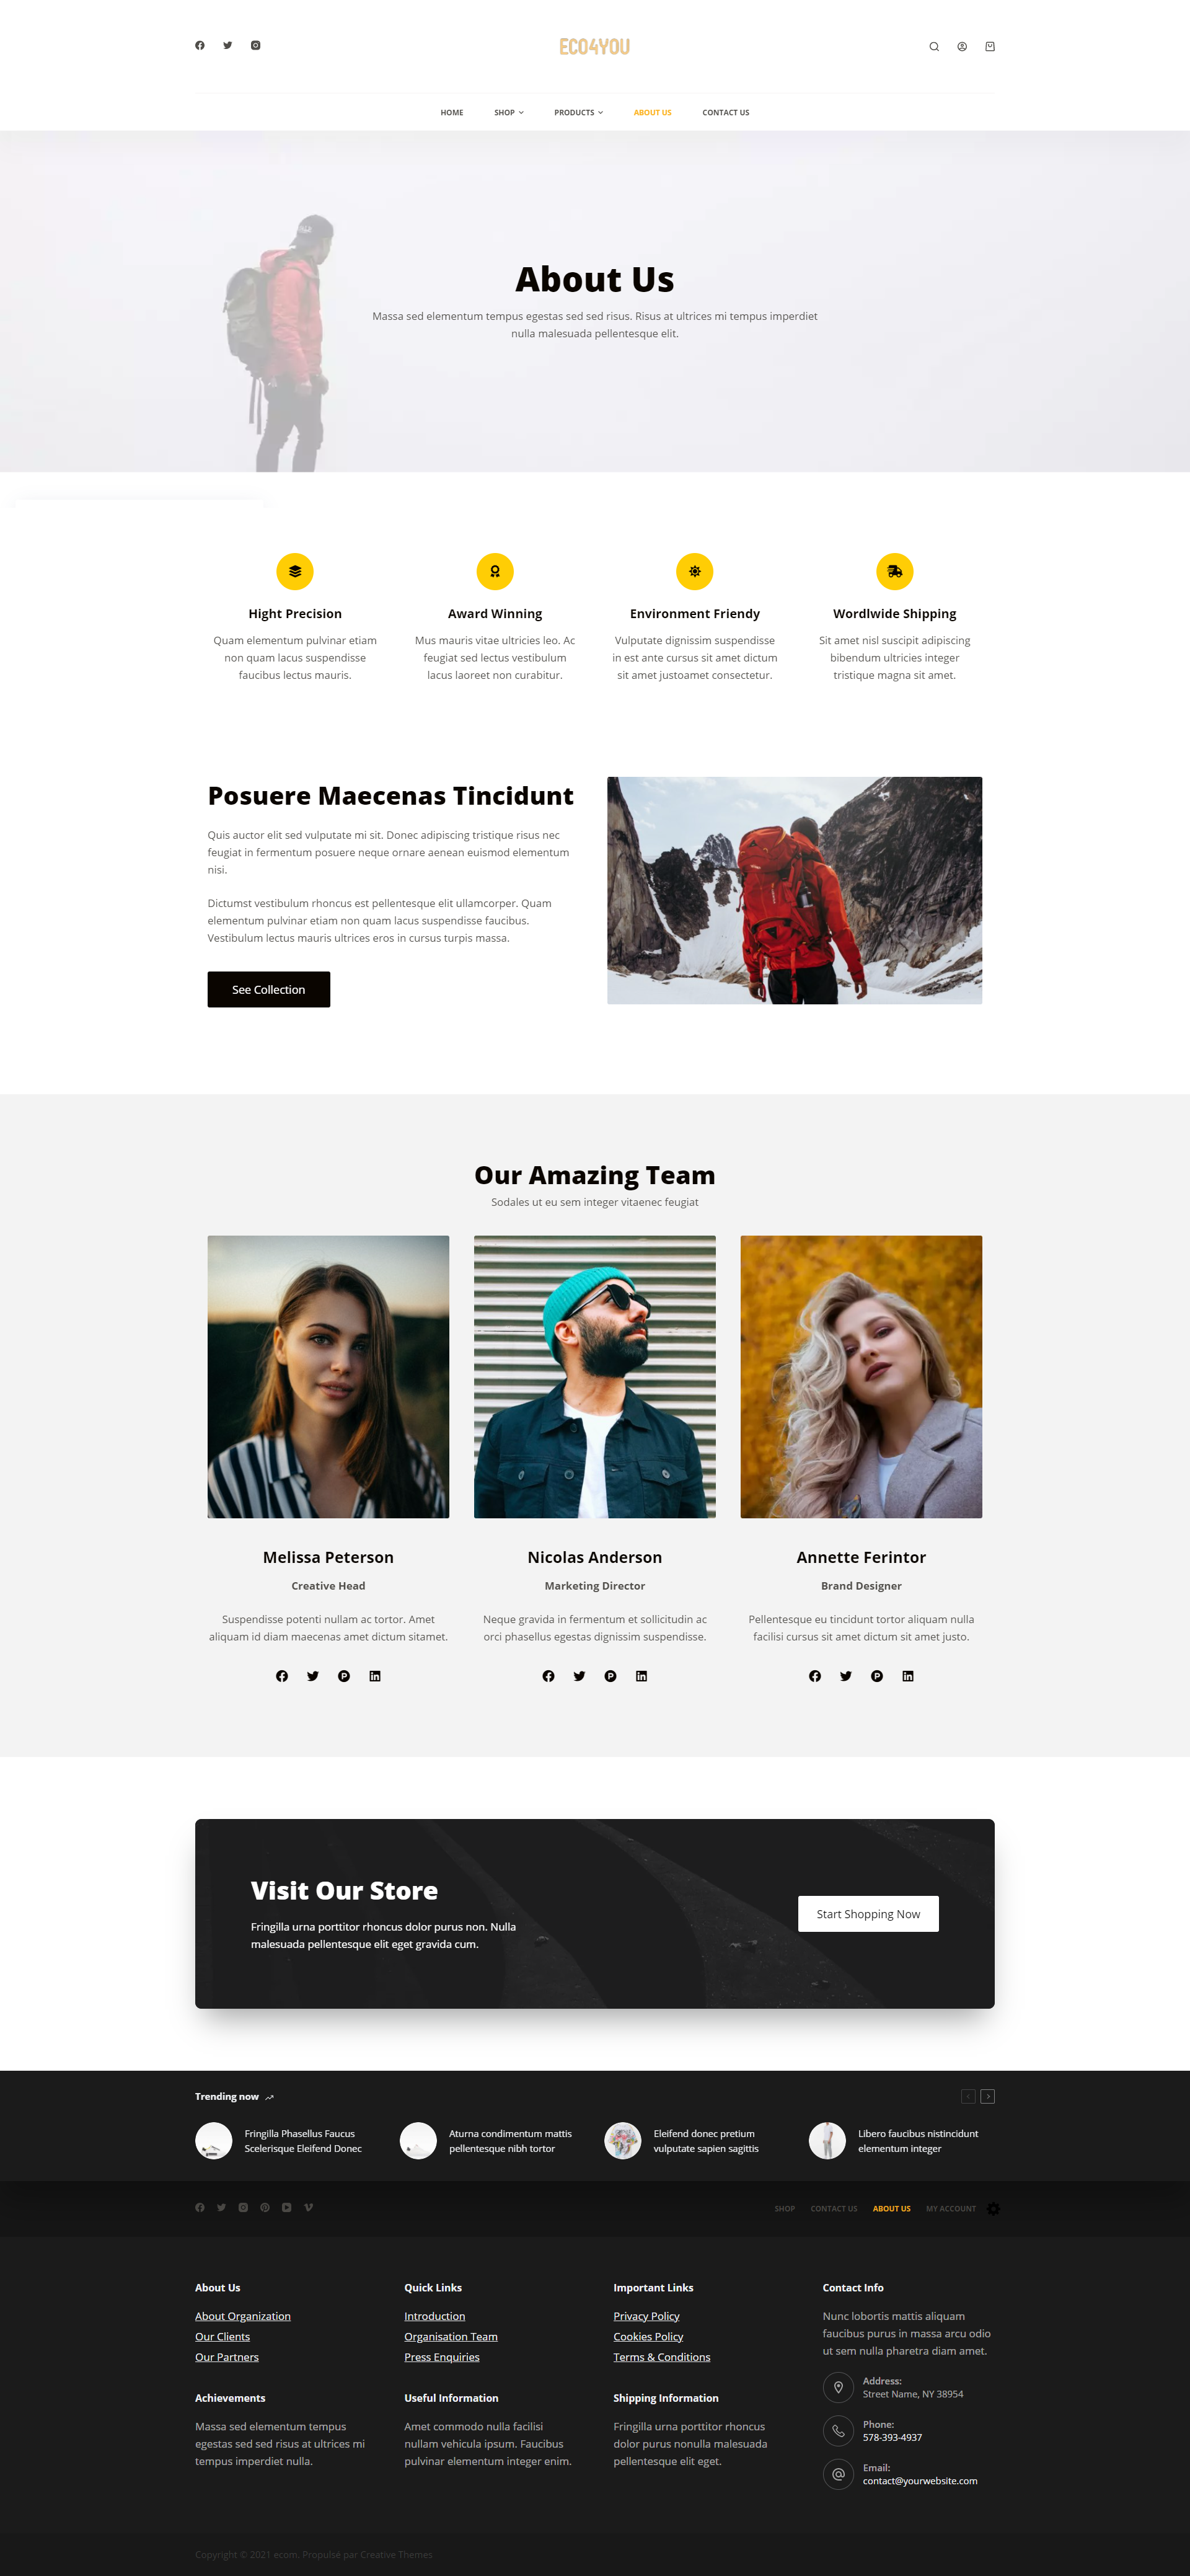 ECO4YOU
HOME
SHOP
PRODUCTS
ABOUT US
CONTACT US
About Us
Massa sed elementum tempus egestas sed sed risus. Risus at ultrices mi tempus imperdiet
nulla malesuada pellentesque elit.
Hight Precision
Quam elementum pulvinar etiam
non quam lacus suspendisse
faucibus lectus mauris.
Award Winning
Mus mauris vitae ultricies leo. Ac
feugiat sed lectus vestibulum
lacus laoreet non curabitur.
Environment Friendy
Vulputate dignissim suspendisse
in est ante cursus sit amet dictum
sit amet justoamet consectetur.
Wordlwide Shipping
Sit amet nisl suscipit adipiscing
bibendum ultricies integer
tristique magna sit amet.
Posuere Maecenas Tincidunt
Quis auctor elit sed vulputate mi sit. Donec adipiscing tristique risus nec
feugiat in fermentum posuere neque ornare aenean euismod elementum
nisi.
Dictumst vestibulum rhoncus est pellentesque elit ullamcorper. Quam
elementum pulvinar etiam non quam lacus suspendisse faucibus.
Vestibulum lectus mauris ultrices eros in cursus turpis massa.
See Collection
Our Amazing Team
Sodales ut eu sem integer vitaenec feugiat
Melissa Peterson
Creative Head
Suspendisse potenti nullam ac tortor. Amet
aliquam id diam maecenas amet dictum sitamet.
Nicolas Anderson
Marketing Director
Neque gravida in fermentum et sollicitudin ac
orci phasellus egestas dignissim suspendisse.
Annette Ferintor
Brand Designer
Pellentesque eu tincidunt tortor aliquam nulla
facilisi cursus sit amet dictum sit amet justo.
Visit Our Store
Fringilla urna porttitor rhoncus dolor purus non. Nulla
malesuada pellentesque elit eget gravida cum.
Start Shopping Now
Trending now
Fringilla Phasellus Faucus
Scelerisque Eleifend Donec
Aturna condimentum mattis
pellentesque nibh tortor
Eleifend donec pretium
vulputate sapien sagittis
Libero faucibus nistincidunt
elementum integer
SHOP
CONTACT US
ABOUT US
MY ACCOUNT
About Us
About Organization
Our Clients
Our Partners
Quick Links
Introduction
Organisation Team
Press Enquiries
Important Links
Privacy Policy
Cookies Policy
Terms & Conditions
Contact Info
Nunc lobortis mattis aliquam
faucibus purus in massa arcu odio
ut sem nulla pharetra diam amet.
Address:
Street Name, NY 38954
Phone:
578-393-4937
Email:
contact@yourwebsite.com
Achievements
Massa sed elementum tempus
egestas sed sed risus at ultrices mi
tempus imperdiet nulla.
Useful Information
Amet commodo nulla facilisi
nullam vehicula ipsum. Faucibus
pulvinar elementum integer enim.
Shipping Information
Fringilla urna porttitor rhoncus
dolor purus nonulla malesuada
pellentesque elit eget.
Copyright © 2021 ecom. Propulsé par Creative Themes